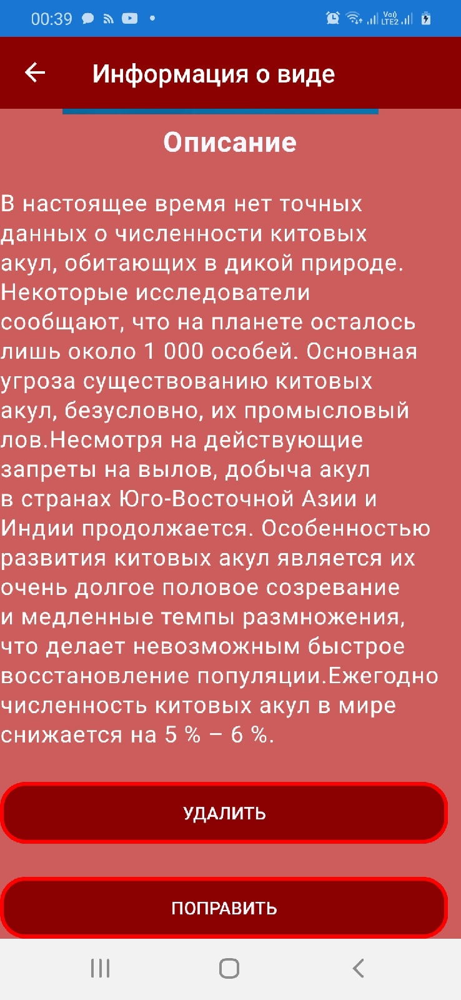 00:39
Vo))
LTE2
Информация о виде
Описание
В настоящее время нет точных
данных о численности китовых
акул, обитающих в дикой природе.
Некоторые исследователи
сообщают, что на планете осталось
лишь около 1 000 особей. Основная
угроза существованию китовых
акул, безусловно, их промысловый
лов.Несмотря на действующие
запреты на вылов, добыча акул
в странах Юго-Восточной Азии и
Индии продолжается. Особенностью
развития китовых акул является их
очень долгое половое созревание
и медленные темпы размножения,
что делает невозможным быстрое
восстановление популяции.Ежегодно
численность китовых акул в мире
снижается на 5 % – 6 %.
УДАЛИТЬ
ПОПРАВИТЬ